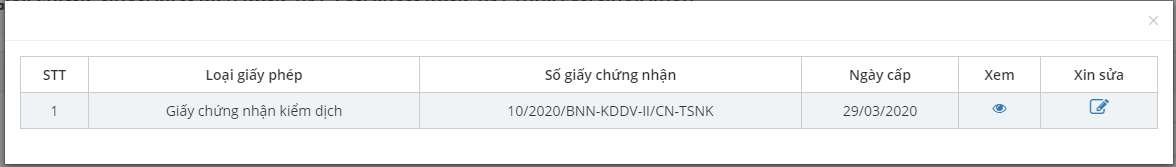 ×
STT Loại giấy phép Số giấy chứng nhận Ngày cấp Xem Xin sửa
1 Giấy chứng nhận kiểm dịch 10/2020/BNN-KDDV-II/CN-TSNK 29/03/2020